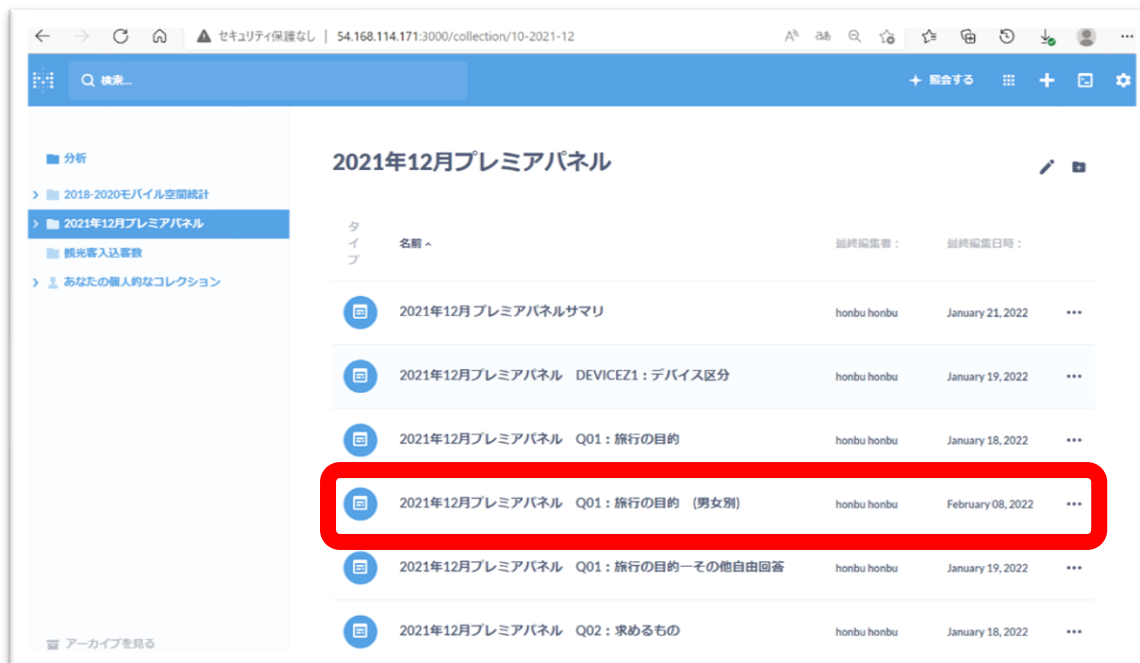 セキュリティ保護なし | 54.168.114.171:3000/collection/10-2021-12
検索...
照会する
分析
2018-2020モバイル空間統計
2021年12月プレミアパネル
観光客入込客数
あなたの個人的なコレクション
アーカイブを見る
2021年12月プレミアパネル
タイプ 名前 最終編集者: 最終編集日時:
2021年12月プレミアパネルサマリ honbu honbu January 21, 2022
2021年12月プレミアパネル DEVICEZ1:デバイス区分 honbu honbu January 19, 2022
2021年12月プレミアパネル Q01:旅行の目的 honbu honbu January 18, 2022
2021年12月プレミアパネル Q01:旅行の目的 (男女別) honbu honbu February 08, 2022
2021年12月プレミアパネル Q01:旅行の目的ーその他自由回答 honbu honbu January 19, 2022
2021年12月プレミアパネル Q02:求めるもの honbu honbu January 18, 2022